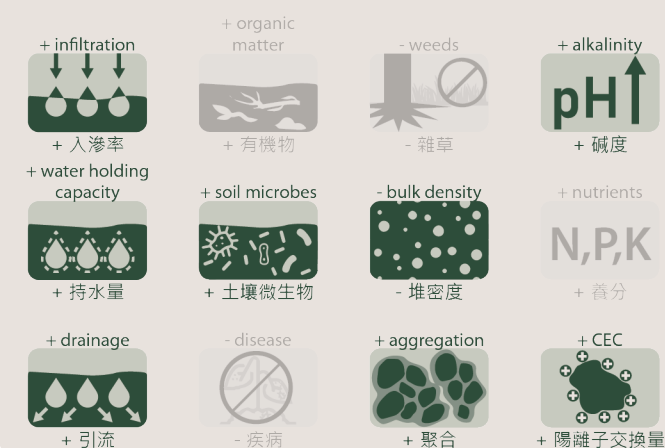 + infiltration
+ 入滲率
+ organic
matter
+ 有機物
- weeds
- 雜草
+ alkalinity
pH
+ 碱度
+ water holding
capacity
+ 持水量
+ soil microbes
+ 土壤微生物
- bulk density
- 堆密度
+ nutrients
N,P,K
+ 養分
+ drainage
+ 引流
- disease
- 疾病
+ aggregation
+ 聚合
+ CEC
+ 陽離子交換量